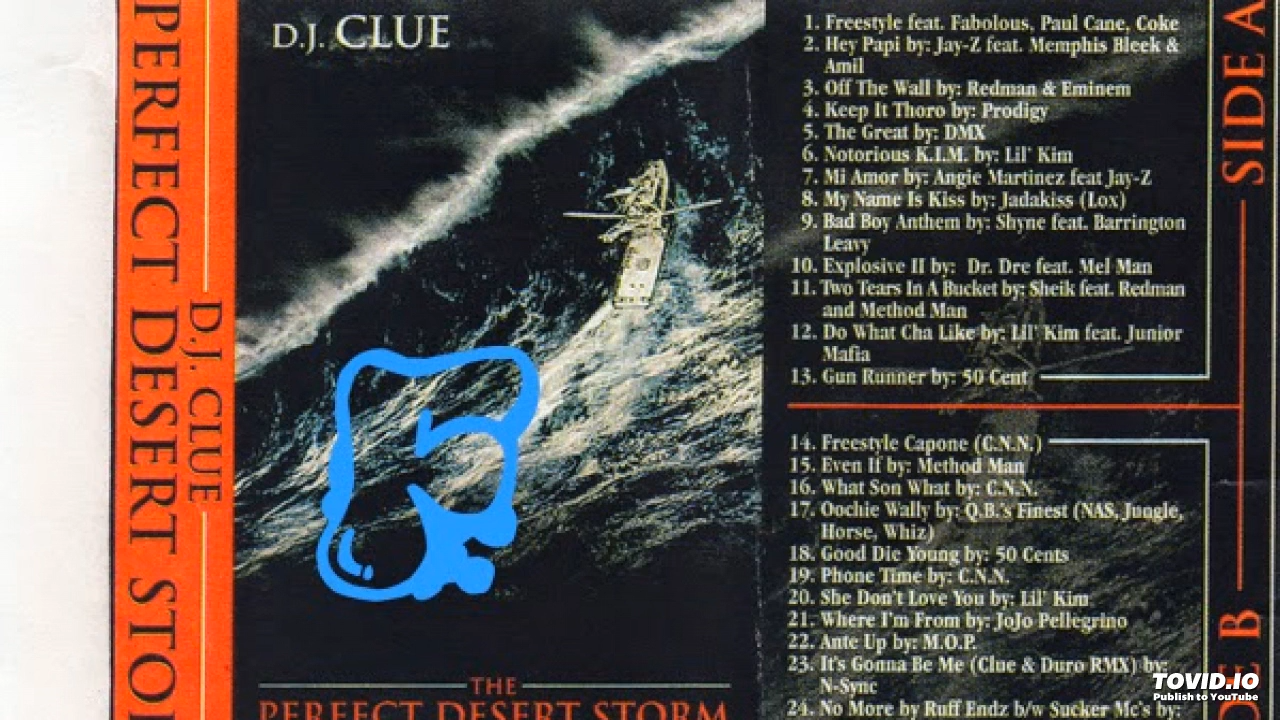 PERFECT DESERT STO
D.J. CLUE
D.J. CLUE
THE
PERFECT DESERT STORM
1. Freestyle feat. Fabolous, Paul Cane, Coke
2. Hey Papi by: Jay-Z feat. Memphis Bleek &
Amil
3. Off The Wall by: Redman & Eminem
4. Keep It Thoro by: Prodigy
5. The Great by: DMX
6. Notorious K.I.M. by: Lil' Kim
7. Mi Amor by: Angie Martinez feat Jay-Z
8. My Name Is Kiss by: Jadakiss (Lox)
9. Bad Boy Anthem by: Shyne feat. Barrington
Leavy
10. Explosive II by: Dr. Dre feat. Mel Man
11. Two Tears In A Bucket by: Sheik feat. Redman
and Method Man
12. Do What Cha Like by: Lil' Kim feat. Junior
Mafia
13. Gun Runner by: 50 Cent
SIDE A
14. Freestyle Capone (C.N.N.)
15. Even If by: Method Man
16. What Son What by: C.N.N.
17. Oochie Wally by: Q.B.'s Finest (NAS, Jungle,
Horse, Whiz)
18. Good Die Young by: 50 Cents
19. Phone Time by: C.N.N.
20. She Don't Love You by: Lil' Kim
21. Where I'm From by: JoJo Pellegrino
22. Ante Up by: M.O.P.
23. It's Gonna Be Me (Clue & Duro RMX) by:
N-Sync
24. No More by Ruff Endz b/w Sucker Mc's by:
DE B
TOVID.IO
Publish to YouTube